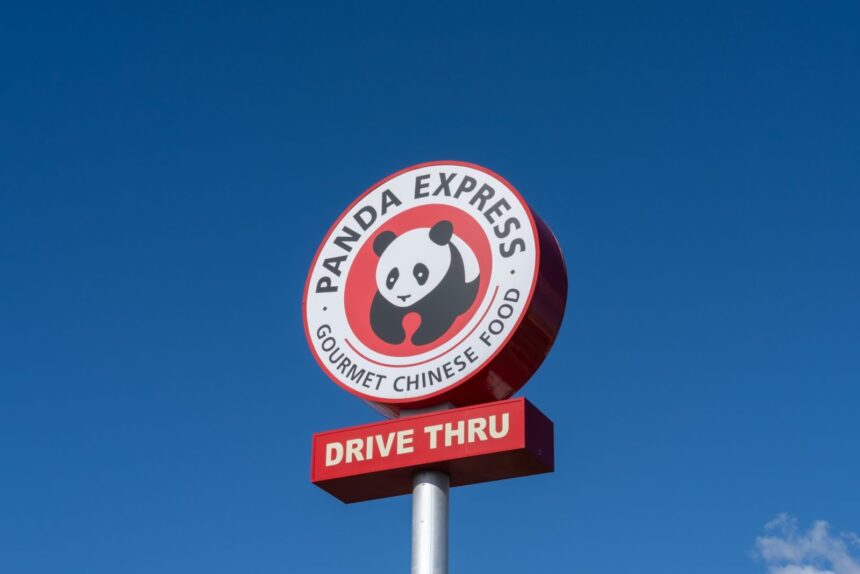 PANDA EXPRESS
GOURMET CHINESE FOOD
DRIVE THRU